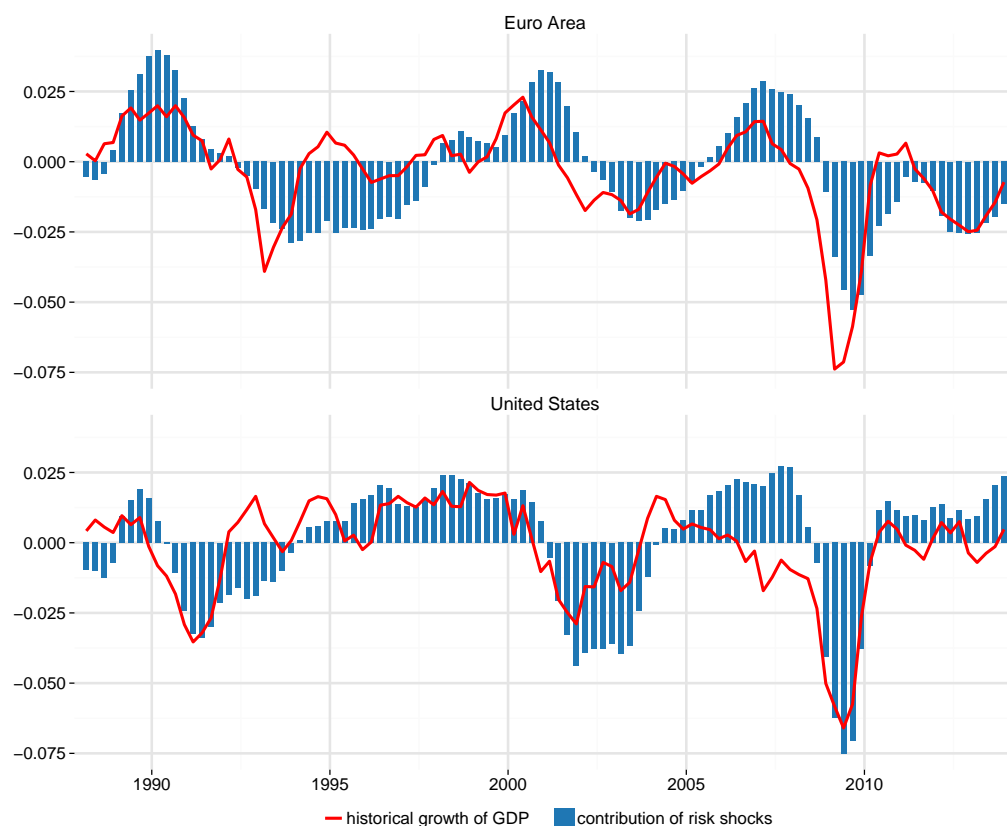 Euro Area
0.025
0.000
−0.025
−0.050
−0.075
United States
0.025
0.000
−0.025
−0.050
−0.075
1990 1995 2000 2005 2010
historical growth of GDP contribution of risk shocks